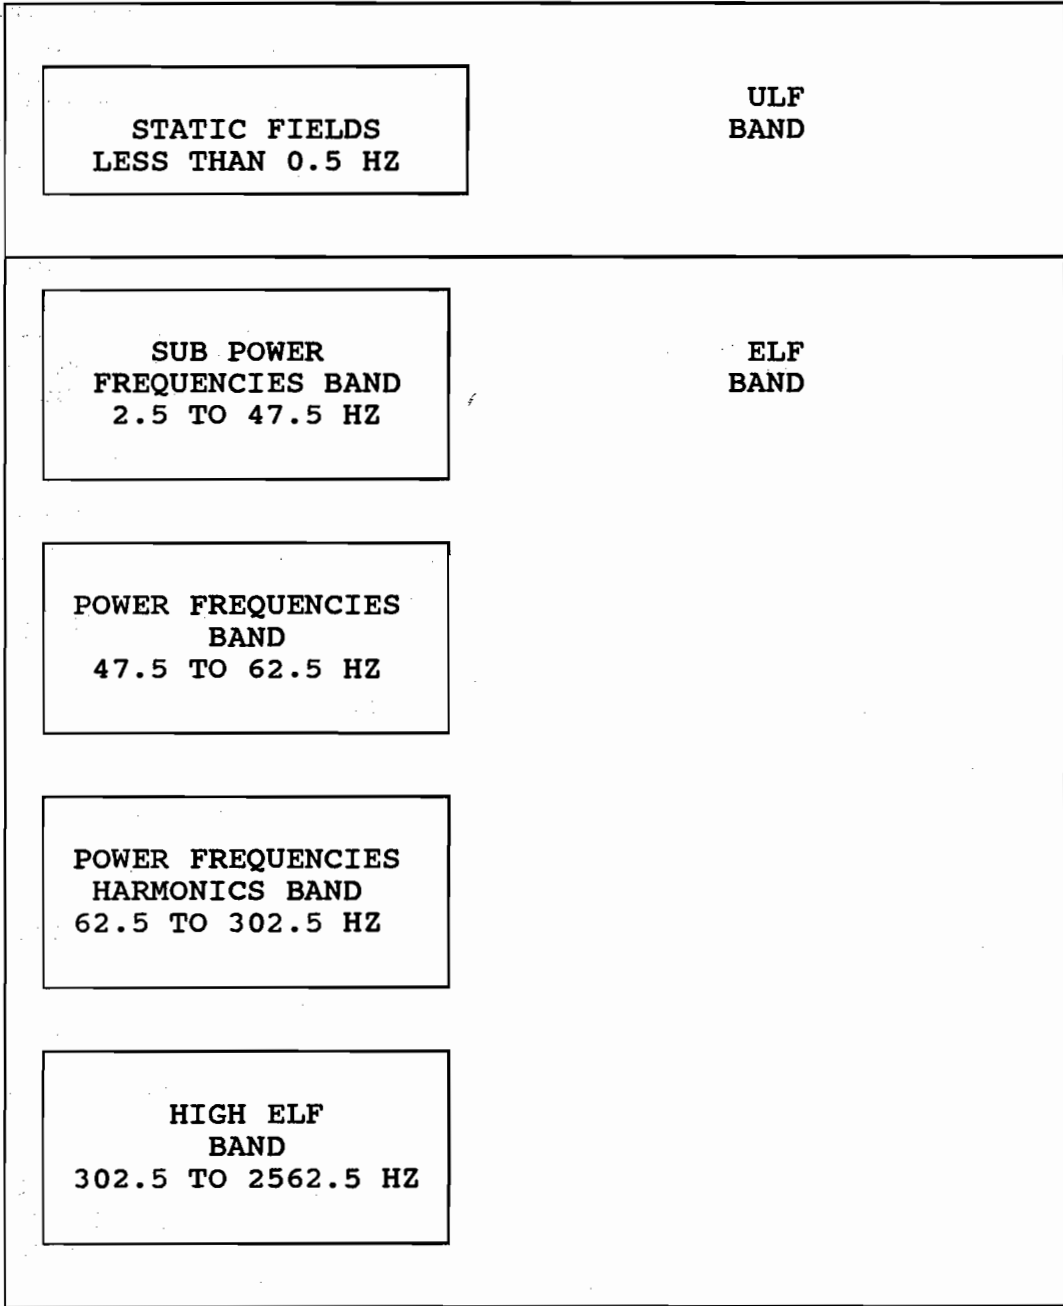 STATIC FIELDS
LESS THAN 0.5 HZ
ULF
BAND
SUB POWER
FREQUENCIES BAND
2.5 TO 47.5 HZ
ELF
BAND
POWER FREQUENCIES
BAND
47.5 TO 62.5 HZ
POWER FREQUENCIES
HARMONICS BAND
62.5 TO 302.5 HZ
HIGH ELF
BAND
302.5 TO 2562.5 HZ